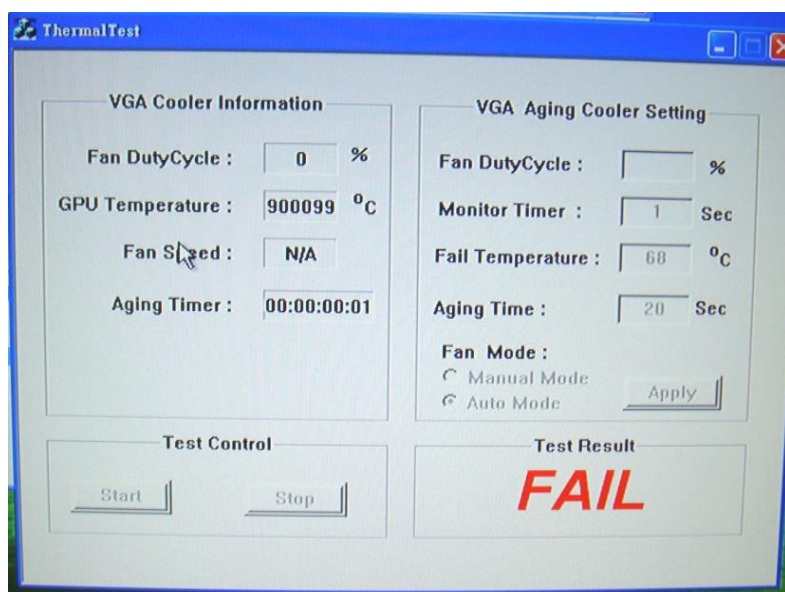 ThermalTest
VGA Cooler Information
Fan DutyCycle : 0 %
GPU Temperature : 900099 °C
Fan Speed : N/A
Aging Timer : 00:00:00:01
VGA Aging Cooler Setting
Fan DutyCycle : %
Monitor Timer : 1 Sec
Fail Temperature : 68 °C
Aging Time : 20 Sec
Fan Mode :
Manual Mode
Auto Mode
Apply
Test Control
Start Stop
Test Result
FAIL